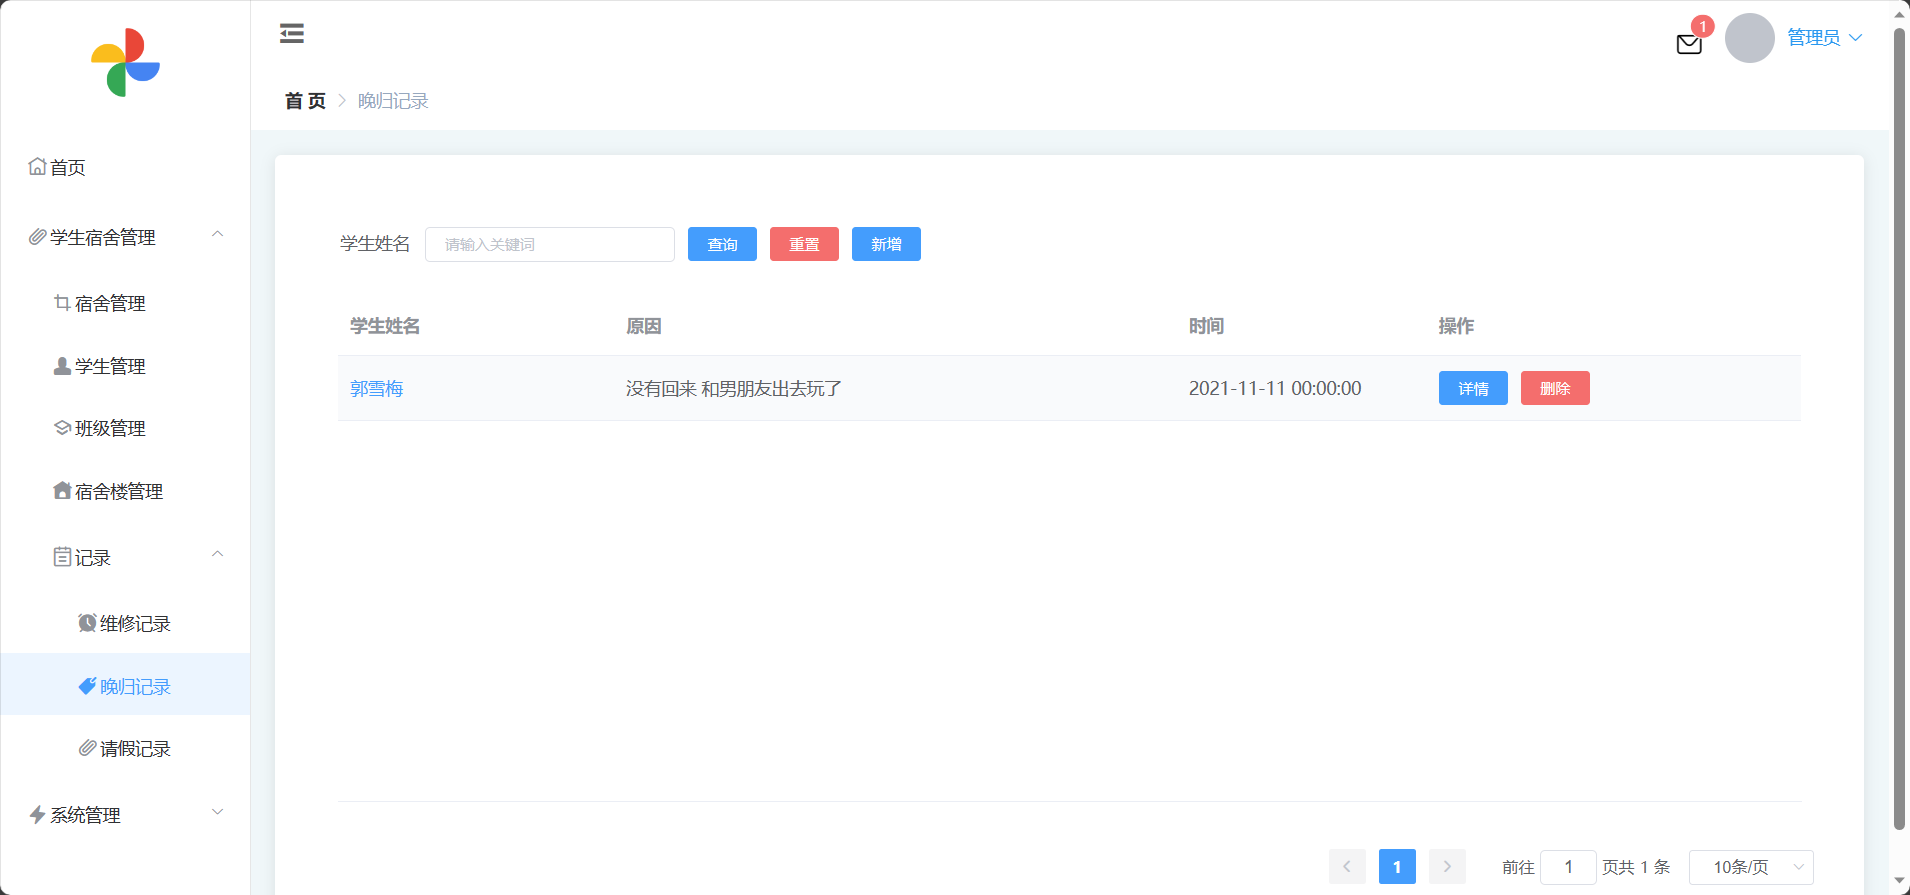 1
管理员
首 页 晚归记录
首页
学生宿舍管理
宿舍管理
学生管理
班级管理
宿舍楼管理
记录
维修记录
晚归记录
请假记录
系统管理
学生姓名 请输入关键词 查询 重置 新增
学生姓名 原因 时间 操作
郭雪梅 没有回来 和男朋友出去玩了 2021-11-11 00:00:00 详情 删除
1 前往 1 页共 1 条 10条/页